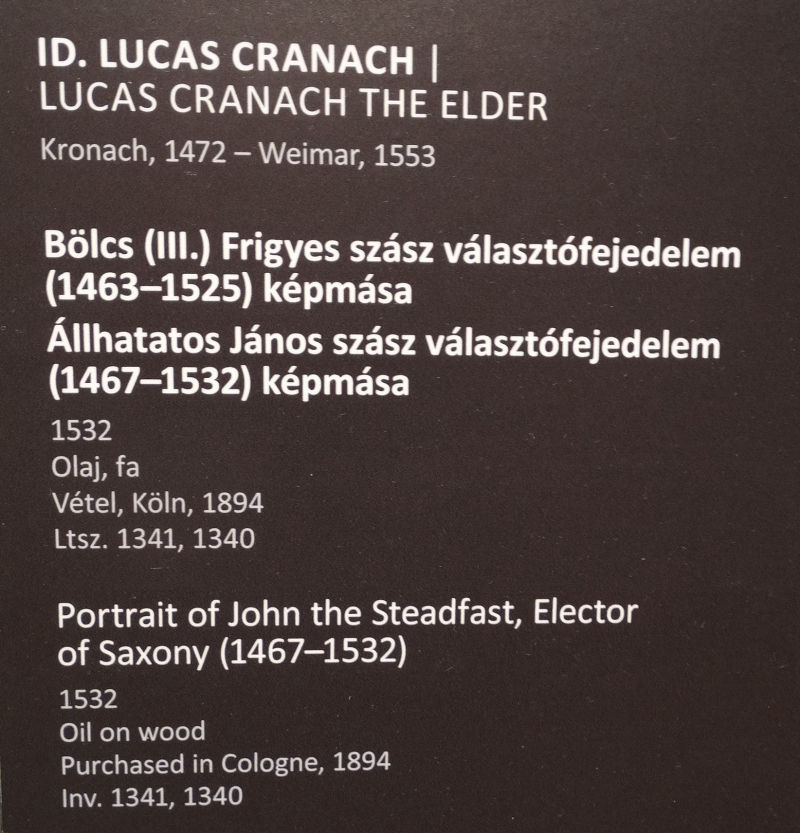 ID. LUCAS CRANACH |
LUCAS CRANACH THE ELDER
Kronach, 1472 – Weimar, 1553
Bölcs (III.) Frigyes szász választófejedelem
(1463–1525) képmása
Állhatatos János szász választófejedelem
(1467–1532) képmása
1532
Olaj, fa
Vétel, Köln, 1894
Ltsz. 1341, 1340
Portrait of John the Steadfast, Elector
of Saxony (1467–1532)
1532
Oil on wood
Purchased in Cologne, 1894
Inv. 1341, 1340